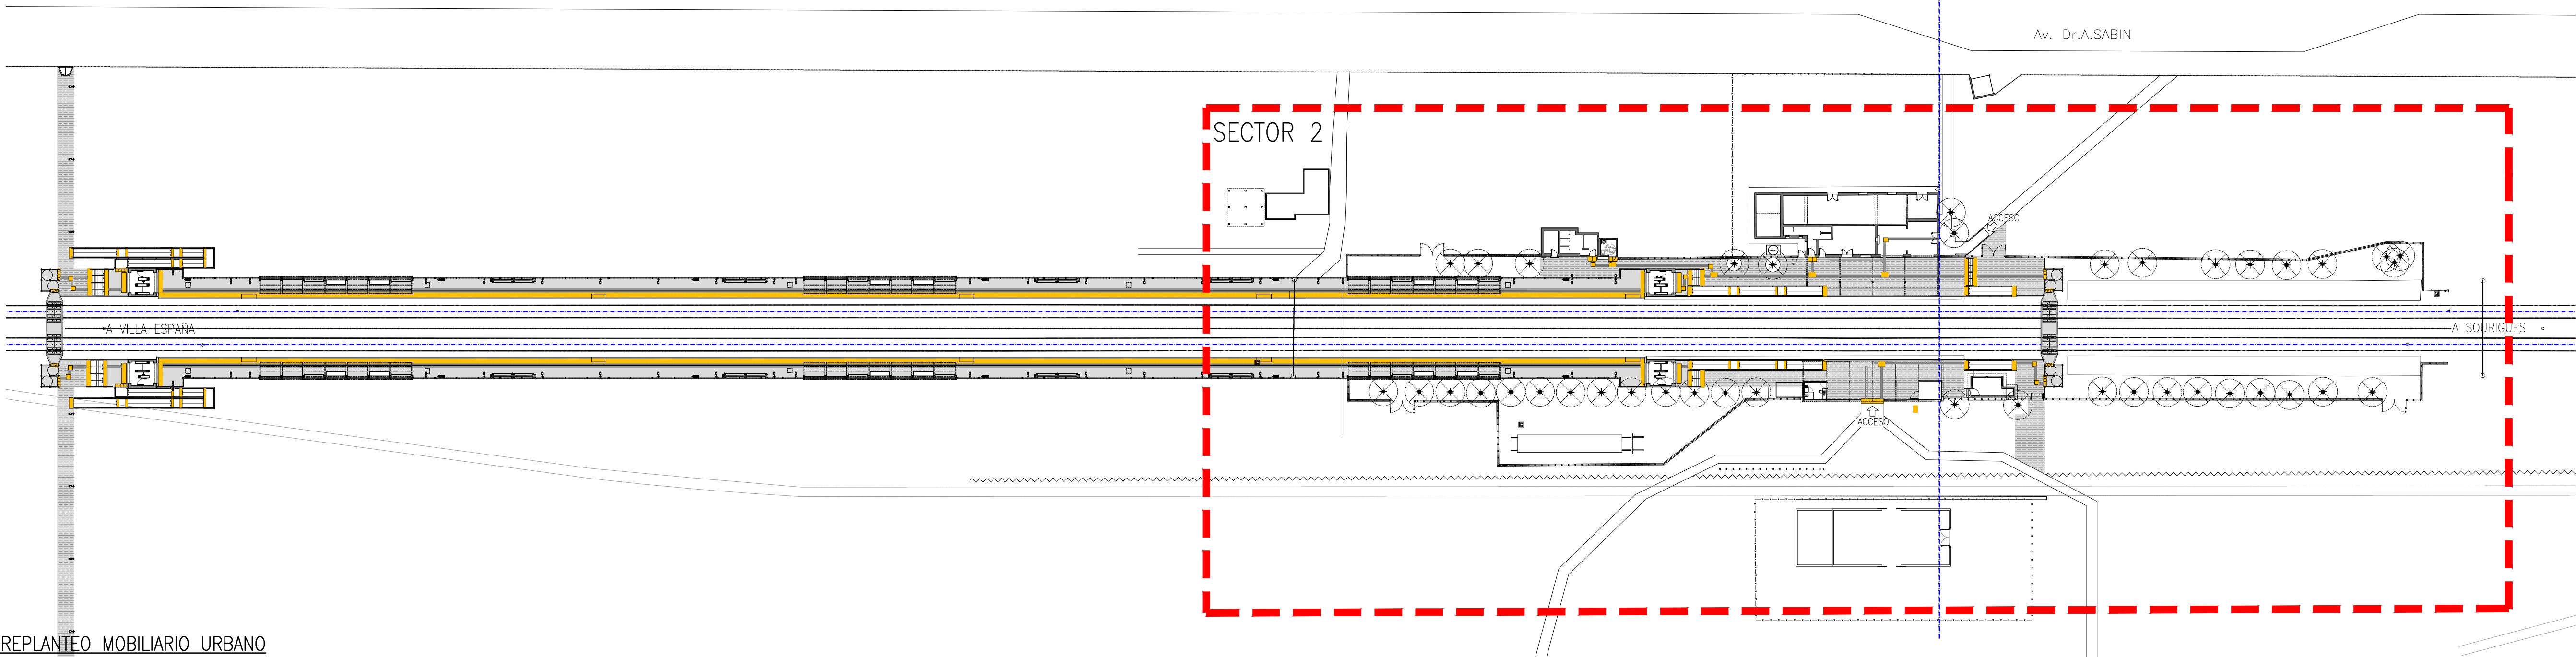 Av. Dr.A.SABIN
SECTOR 2
ACCESO
A VILLA ESPAÑA
A SOURIGUES
ACCESO
REPLANTEO MOBILIARIO URBANO